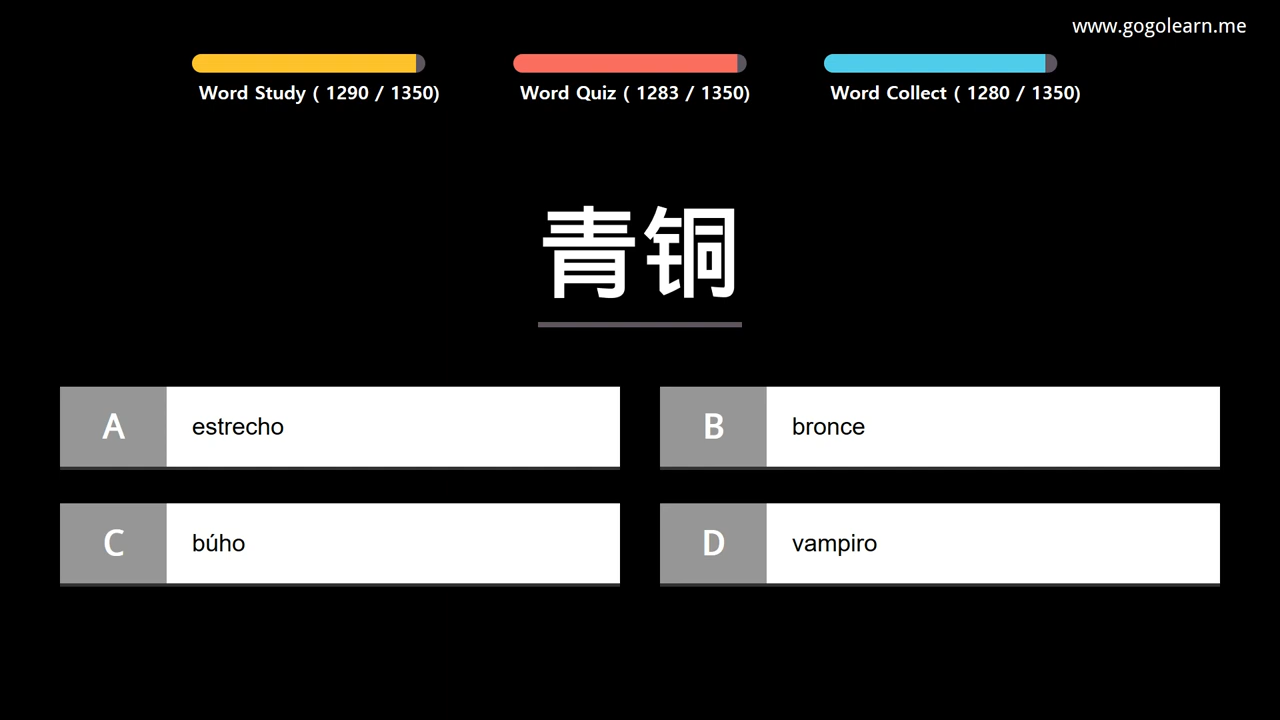 www.gogolearn.me
Word Study ( 1290 / 1350)
Word Quiz ( 1283 / 1350)
Word Collect ( 1280 / 1350)
青铜
A estrecho
B bronce
C búho
D vampiro